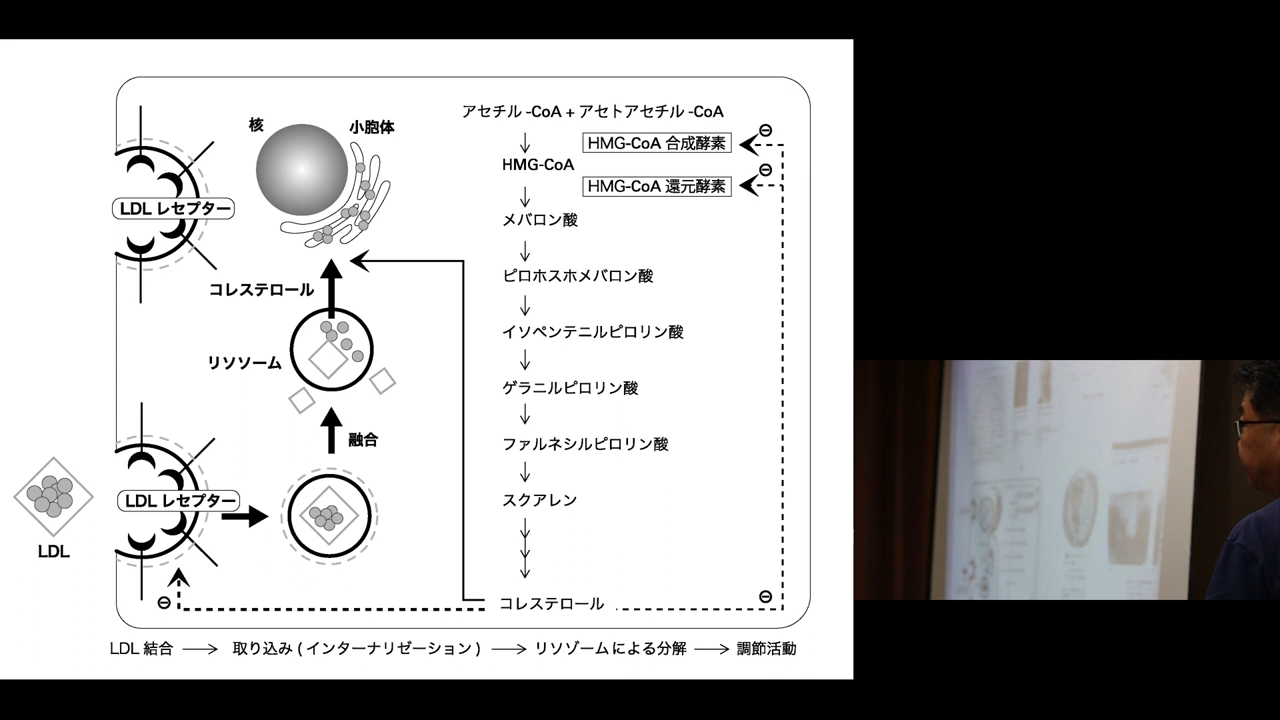 核
小胞体
LDL レセプター
コレステロール
リソソーム
融合
LDL レセプター
LDL
アセチル -CoA + アセトアセチル -CoA
HMG-CoA 合成酵素
HMG-CoA
HMG-CoA 還元酵素
メバロン酸
ピロホスホメバロン酸
イソペンテニルピロリン酸
ゲラニルピロリン酸
ファルネシルピロリン酸
スクアレン
コレステロール
LDL 結合 → 取り込み ( インターナリゼーション ) → リソゾームによる分解 → 調節活動